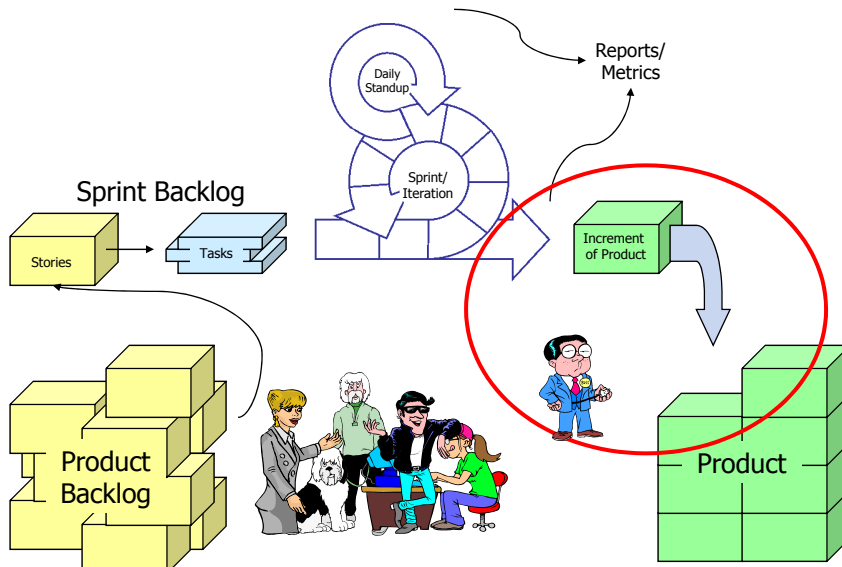 Daily
Standup
Reports/
Metrics
Sprint/
Iteration
Sprint Backlog
Stories
Tasks
Increment
of Product
Product
Backlog
Product